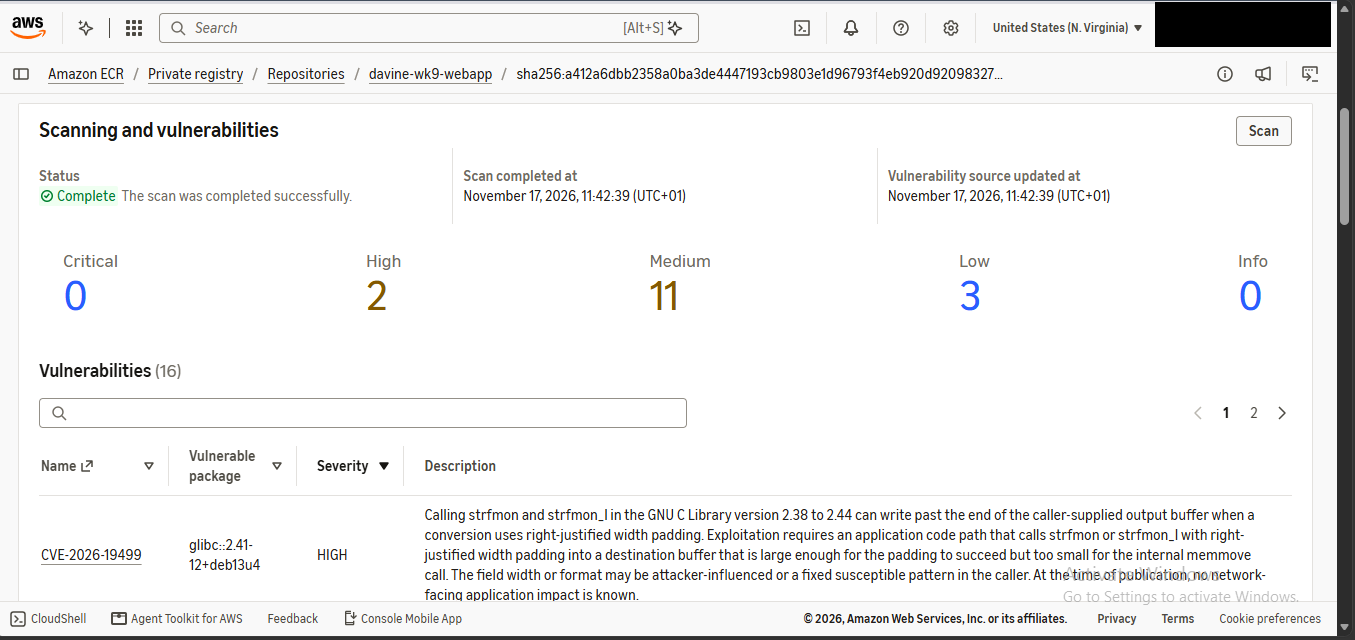 aws
Search [Alt+S]
United States (N. Virginia)
Amazon ECR / Private registry / Repositories / davine-wk9-webapp / sha256:a412a6dbb2358a0ba3de4447193cb9803e1d96793f4eb920d92098327...
Scanning and vulnerabilities
Scan
Status
Complete The scan was completed successfully.
Scan completed at
November 17, 2026, 11:42:39 (UTC+01)
Vulnerability source updated at
November 17, 2026, 11:42:39 (UTC+01)
Critical
0
High
2
Medium
11
Low
3
Info
0
Vulnerabilities (16)
1 2
Name
Vulnerable
package
Severity
Description
CVE-2026-19499
glibc::2.41-
12+deb13u4
HIGH
Calling strfmon and strfmon_l in the GNU C Library version 2.38 to 2.44 can write past the end of the caller-supplied output buffer when a
conversion uses right-justified width padding. Exploitation requires an application code path that calls strfmon or strfmon_l with right-
justified width padding into a destination buffer that is large enough for the padding to succeed but too small for the internal memmove
call. The field width or format may be attacker-influenced or a fixed susceptible pattern in the caller. At the time of publication, no network-
facing application impact is known.
Activate Windows
Go to Settings to activate Windows.
CloudShell
Agent Toolkit for AWS
Feedback
Console Mobile App
© 2026, Amazon Web Services, Inc. or its affiliates.
Privacy
Terms
Cookie preferences